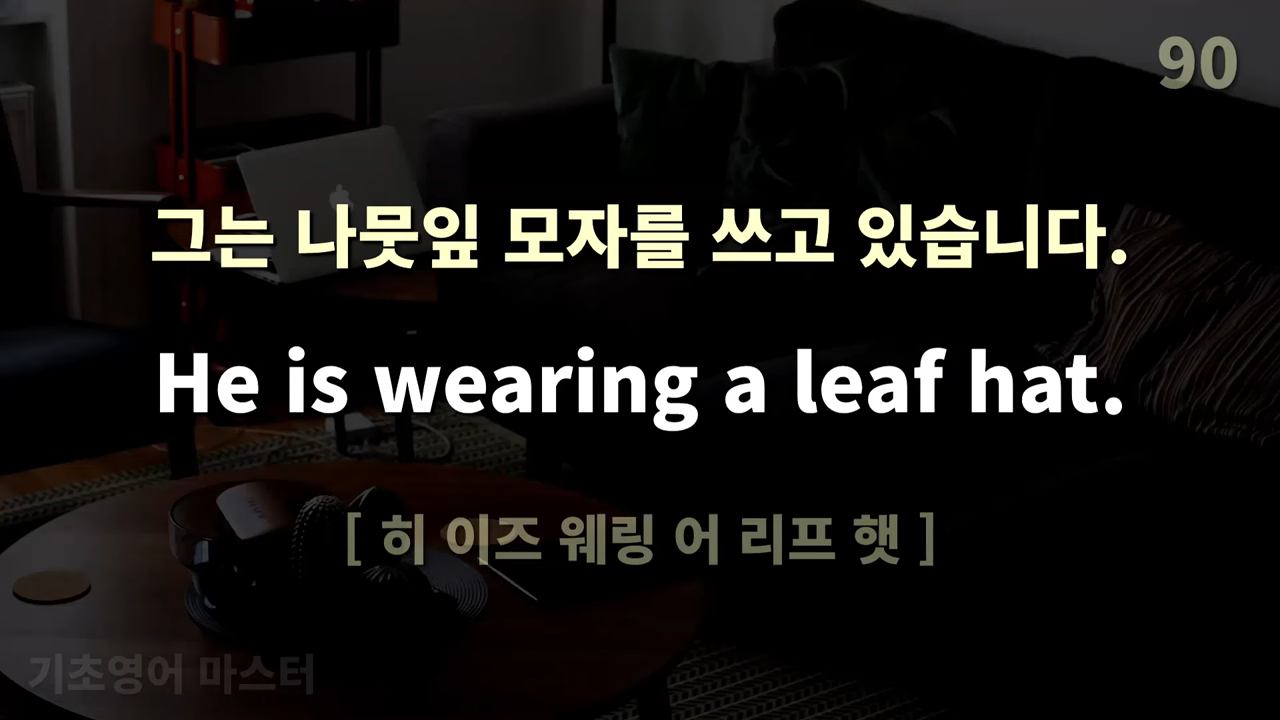 90
그는 나뭇잎 모자를 쓰고 있습니다.
He is wearing a leaf hat.
[ 히 이즈 웨링 어 리프 햇 ]
기초영어 마스터